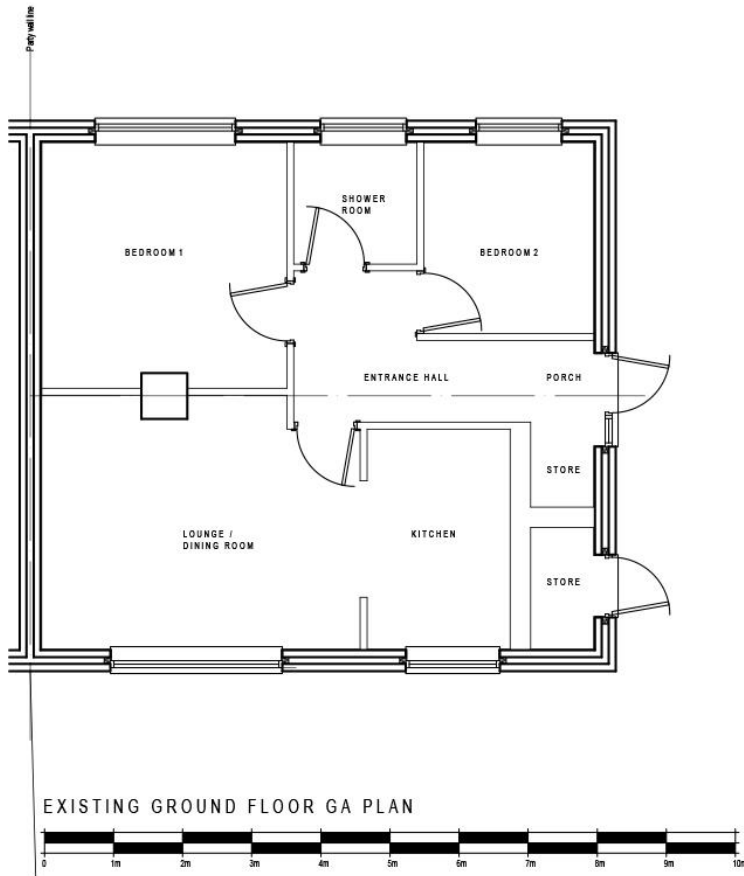 Party wall line
SHOWER
ROOM
BEDROOM 1
BEDROOM 2
ENTRANCE HALL
PORCH
STORE
LOUNGE /
DINING ROOM
KITCHEN
STORE
EXISTING GROUND FLOOR GA PLAN
0 1m 2m 3m 4m 5m 6m 7m 8m 9m 10m